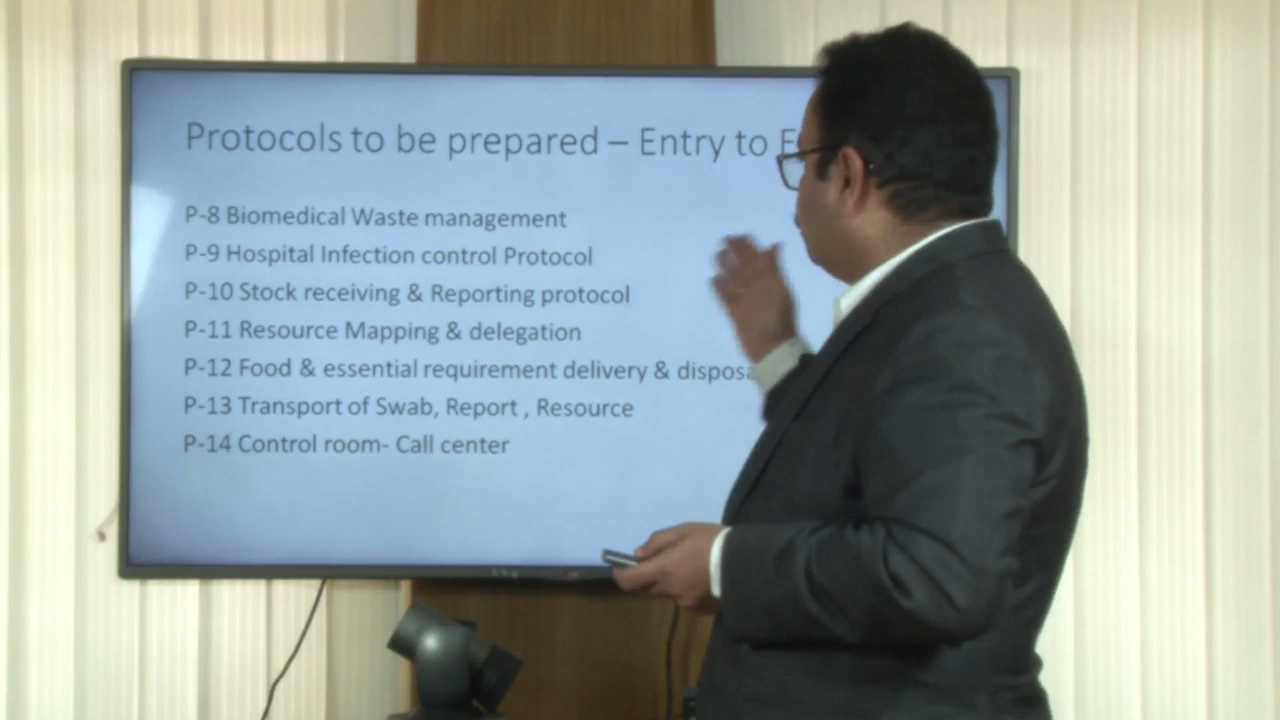 Protocols to be prepared – Entry to
P-8 Biomedical Waste management
P-9 Hospital Infection control Protocol
P-10 Stock receiving & Reporting protocol
P-11 Resource Mapping & delegation
P-12 Food & essential requirement delivery &
P-13 Transport of Swab, Report , Resource
P-14 Control room- Call center